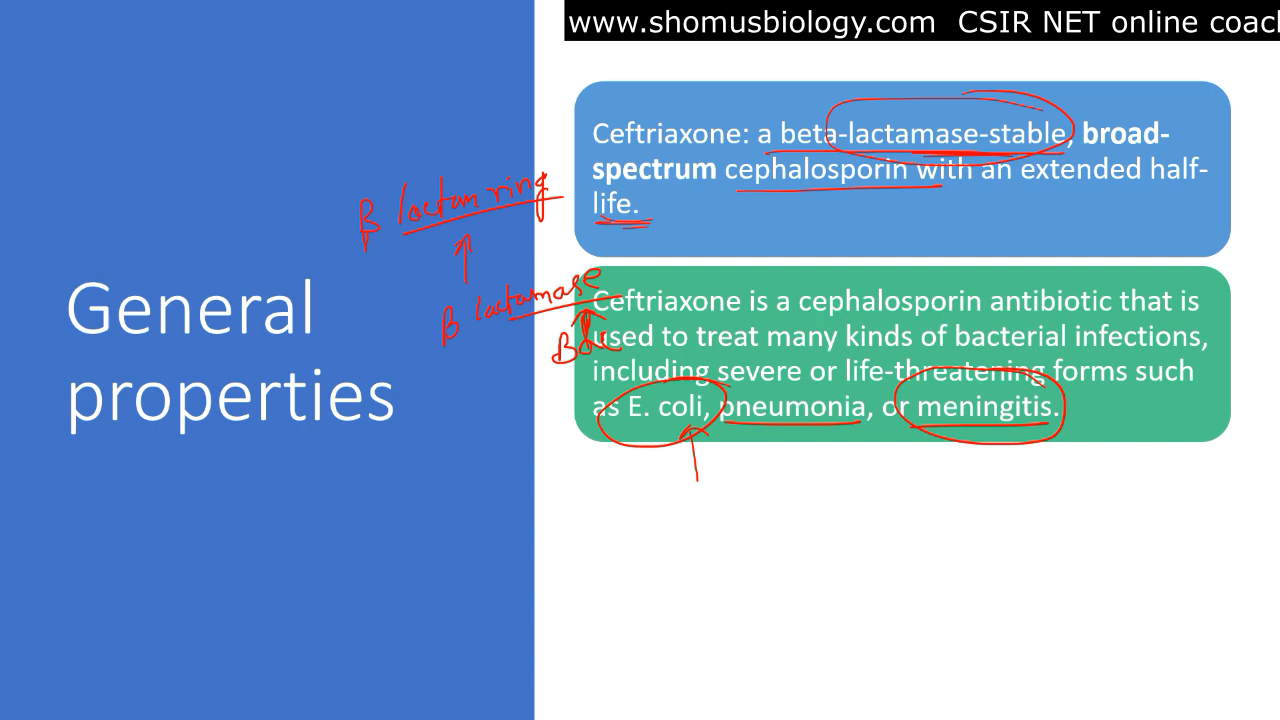 www.shomusbiology.com CSIR NET online coacl
Ceftriaxone: a beta-lactamase-stable, broad-
spectrum cephalosporin with an extended half-
life.
β lactam ring
β lactamase
General
properties
Ceftriaxone is a cephalosporin antibiotic that is
used to treat many kinds of bacterial infections,
including severe or life-threatening forms such
as E. coli, pneumonia, or meningitis.